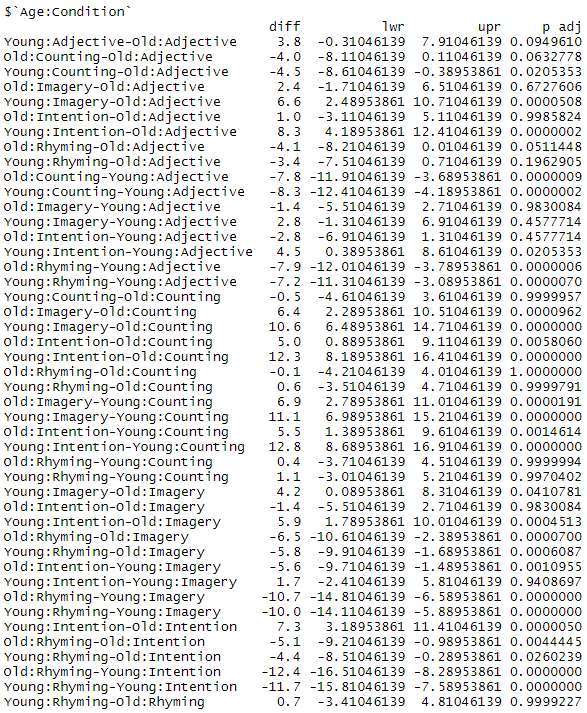 $`Age:Condition`
diff lwr upr p adj
Young:Adjective-Old:Adjective 3.8 -0.31046139 7.91046139 0.0949610
Old:Counting-Old:Adjective -4.0 -8.11046139 0.11046139 0.0632778
Young:Counting-Old:Adjective -4.5 -8.61046139 -0.38953861 0.0205353
Old:Imagery-Old:Adjective 2.4 -1.71046139 6.51046139 0.6727606
Young:Imagery-Old:Adjective 6.6 2.48953861 10.71046139 0.0000508
Old:Intention-Old:Adjective 1.0 -3.11046139 5.11046139 0.9985824
Young:Intention-Old:Adjective 8.3 4.18953861 12.41046139 0.0000002
Old:Rhyming-Old:Adjective -4.1 -8.21046139 0.01046139 0.0511448
Young:Rhyming-Old:Adjective -3.4 -7.51046139 0.71046139 0.1962905
Old:Counting-Young:Adjective -7.8 -11.91046139 -3.68953861 0.0000009
Young:Counting-Young:Adjective -8.3 -12.41046139 -4.18953861 0.0000002
Old:Imagery-Young:Adjective -1.4 -5.51046139 2.71046139 0.9830084
Young:Imagery-Young:Adjective 2.8 -1.31046139 6.91046139 0.4577714
Old:Intention-Young:Adjective -2.8 -6.91046139 1.31046139 0.4577714
Young:Intention-Young:Adjective 4.5 0.38953861 8.61046139 0.0205353
Old:Rhyming-Young:Adjective -7.9 -12.01046139 -3.78953861 0.0000006
Young:Rhyming-Young:Adjective -7.2 -11.31046139 -3.08953861 0.0000070
Young:Counting-Old:Counting -0.5 -4.61046139 3.61046139 0.9999957
Old:Imagery-Old:Counting 6.4 2.28953861 10.51046139 0.0000962
Young:Imagery-Old:Counting 10.6 6.48953861 14.71046139 0.0000000
Old:Intention-Old:Counting 5.0 0.88953861 9.11046139 0.0058060
Young:Intention-Old:Counting 12.3 8.18953861 16.41046139 0.0000000
Old:Rhyming-Old:Counting -0.1 -4.21046139 4.01046139 1.0000000
Young:Rhyming-Old:Counting 0.6 -3.51046139 4.71046139 0.9999791
Old:Imagery-Young:Counting 6.9 2.78953861 11.01046139 0.0000191
Young:Imagery-Young:Counting 11.1 6.98953861 15.21046139 0.0000000
Old:Intention-Young:Counting 5.5 1.38953861 9.61046139 0.0014614
Young:Intention-Young:Counting 12.8 8.68953861 16.91046139 0.0000000
Old:Rhyming-Young:Counting 0.4 -3.71046139 4.51046139 0.9999994
Young:Rhyming-Young:Counting 1.1 -3.01046139 5.21046139 0.9970402
Young:Imagery-Old:Imagery 4.2 0.08953861 8.31046139 0.0410781
Old:Intention-Old:Imagery -1.4 -5.51046139 2.71046139 0.9830084
Young:Intention-Old:Imagery 5.9 1.78953861 10.01046139 0.0004513
Old:Rhyming-Old:Imagery -6.5 -10.61046139 -2.38953861 0.0000700
Young:Rhyming-Old:Imagery -5.8 -9.91046139 -1.68953861 0.0006087
Old:Intention-Young:Imagery -5.6 -9.71046139 -1.48953861 0.0010955
Young:Intention-Young:Imagery 1.7 -2.41046139 5.81046139 0.9408697
Old:Rhyming-Young:Imagery -10.7 -14.81046139 -6.58953861 0.0000000
Young:Rhyming-Young:Imagery -10.0 -14.11046139 -5.88953861 0.0000000
Young:Intention-Old:Intention 7.3 3.18953861 11.41046139 0.0000050
Old:Rhyming-Old:Intention -5.1 -9.21046139 -0.98953861 0.0044445
Young:Rhyming-Old:Intention -4.4 -8.51046139 -0.28953861 0.0260239
Old:Rhyming-Young:Intention -12.4 -16.51046139 -8.28953861 0.0000000
Young:Rhyming-Young:Intention -11.7 -15.81046139 -7.58953861 0.0000000
Young:Rhyming-Old:Rhyming 0.7 -3.41046139 4.81046139 0.9999227